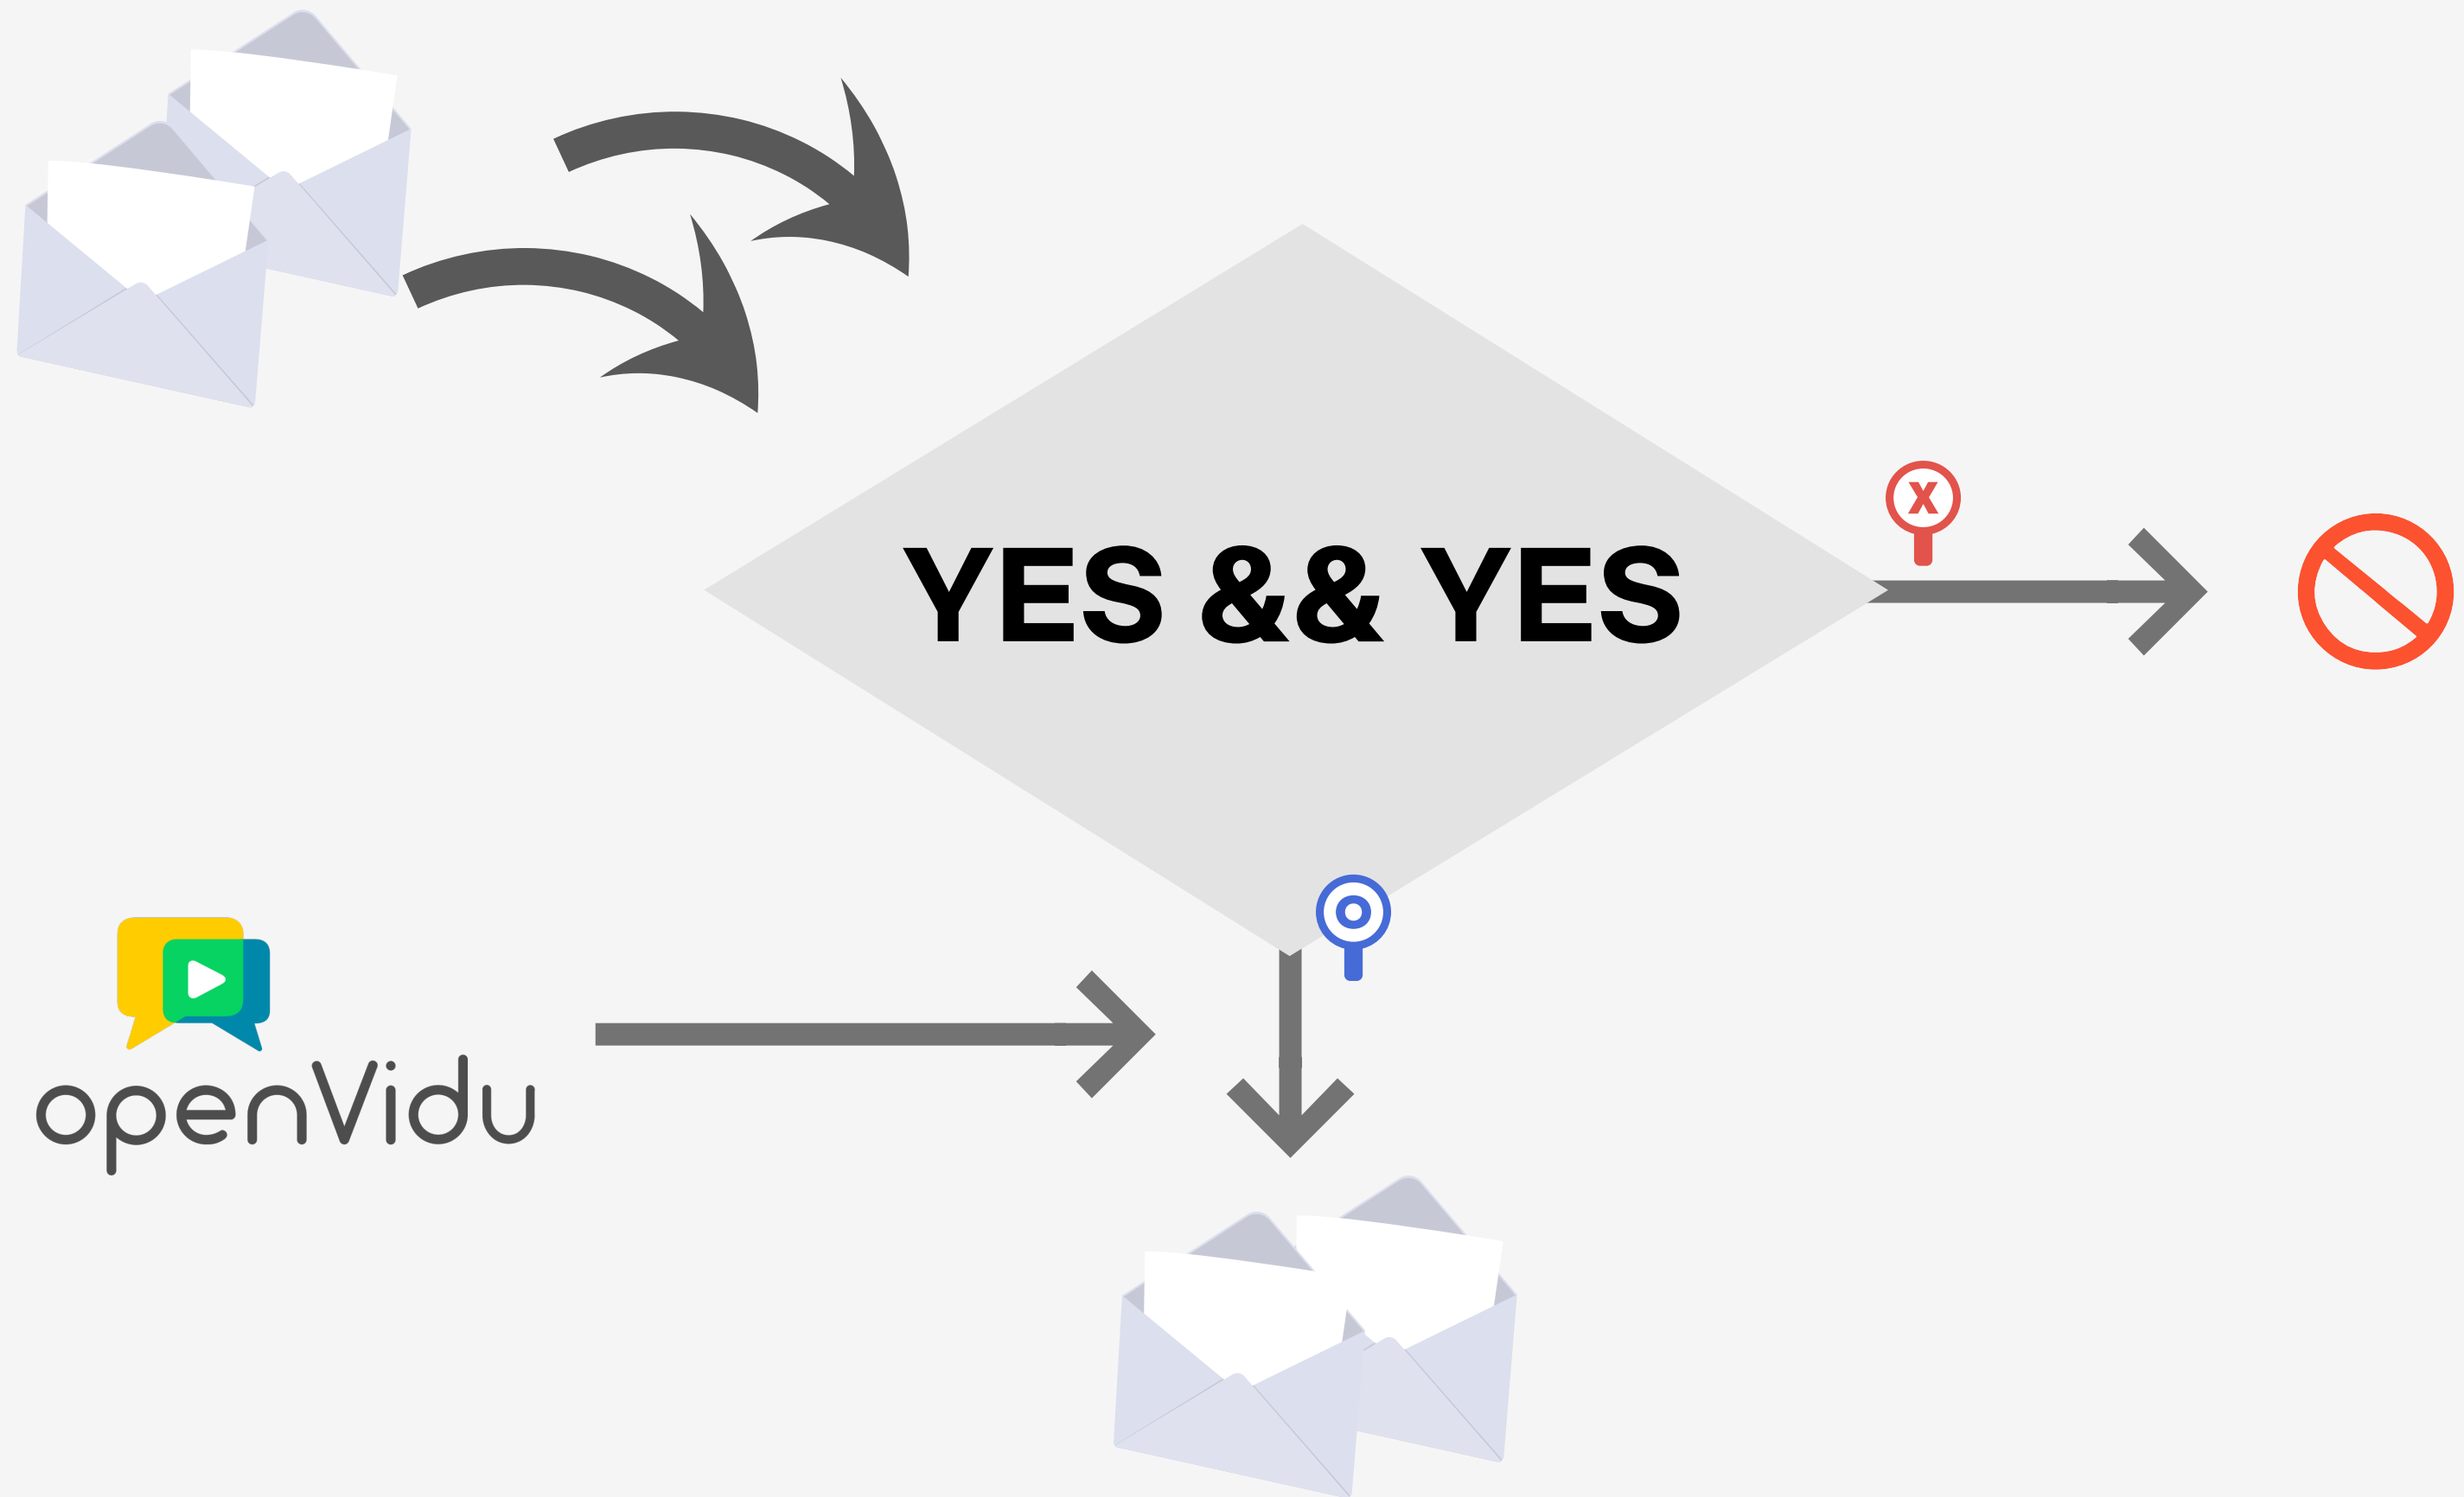 YES && YES
X
openVidu